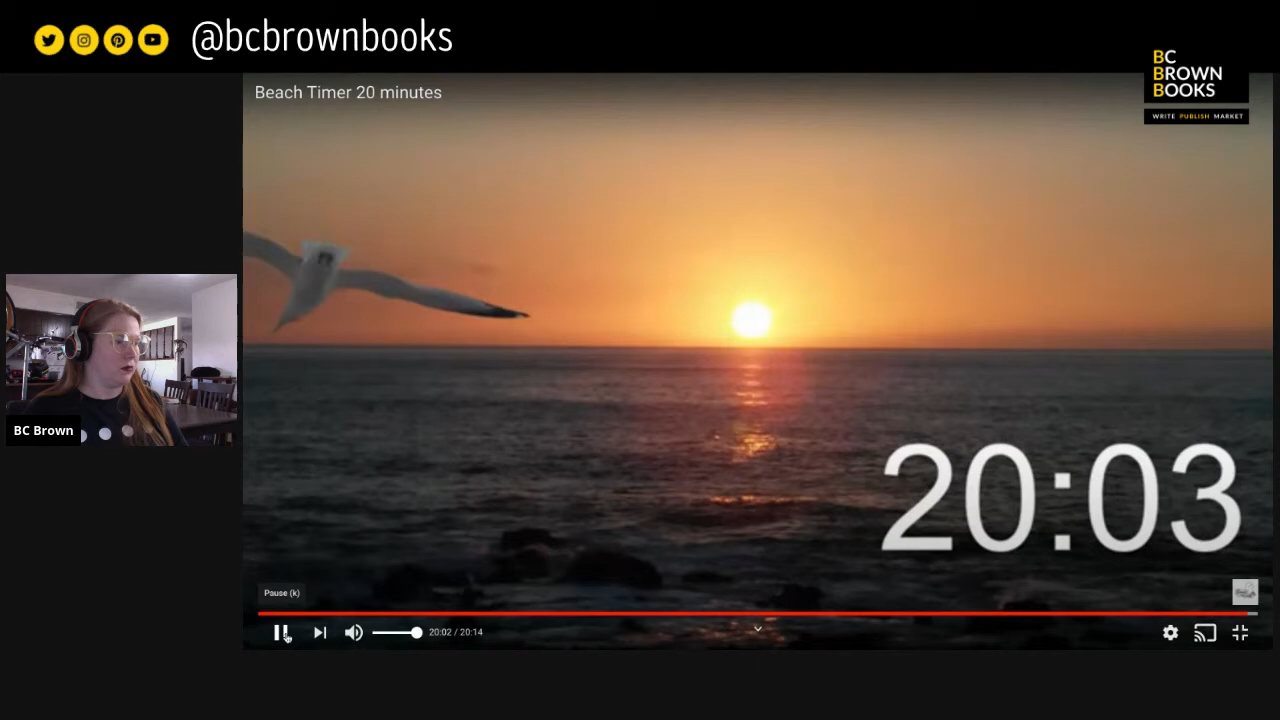 @bcbrownbooks
BC
BROWN
BOOKS
WRITE PUBLISH MARKET
Beach Timer 20 minutes
BC Brown
20:03
Pause (k)
20:02 / 20:14